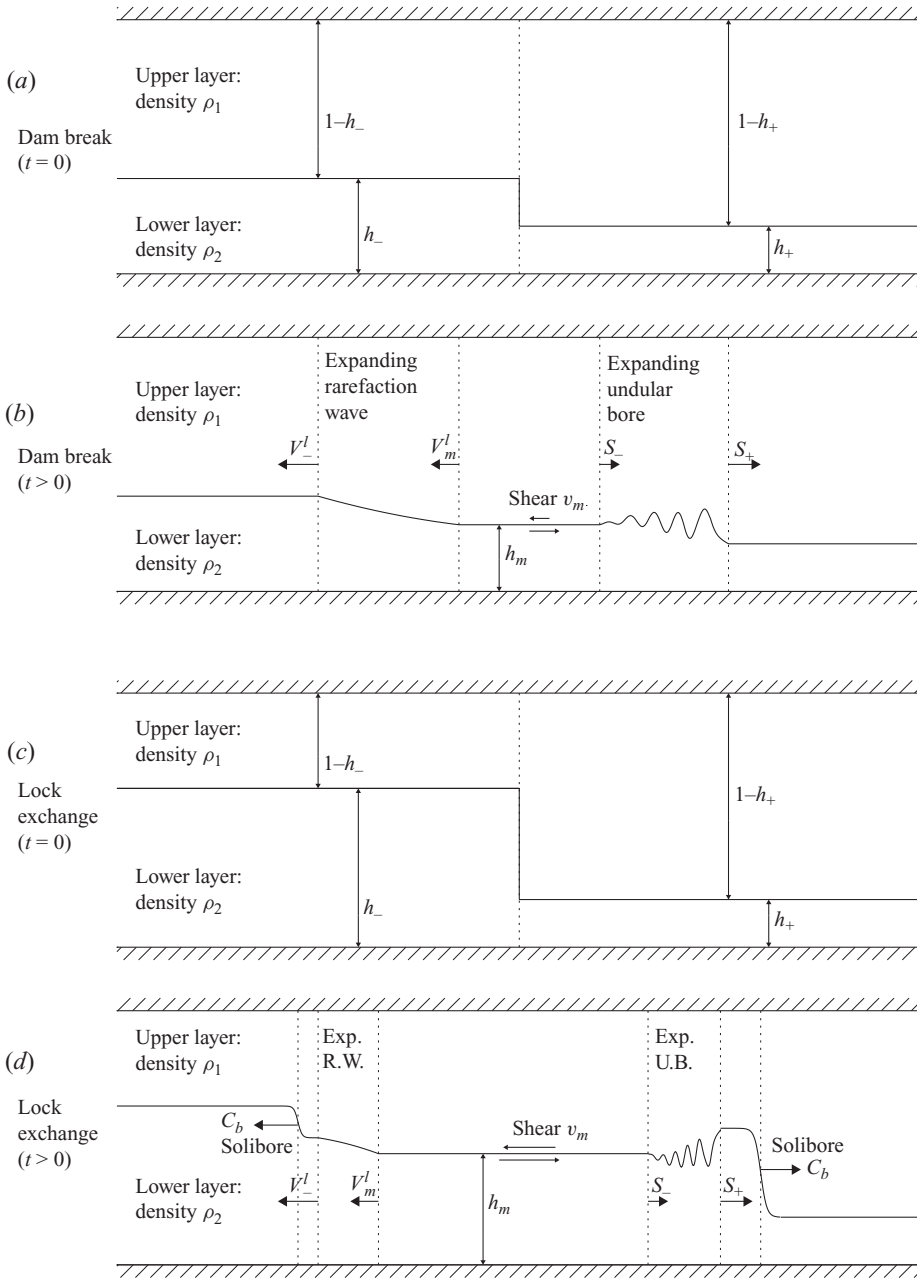 (a)
Dam break
(t = 0)
Upper layer:
density ρ1
1–h–
1–h+
Lower layer:
density ρ2
h–
h+
(b)
Dam break
(t > 0)
Upper layer:
density ρ1
Expanding
rarefaction
wave
Expanding
undular
bore
V–^l
Vm^l
S–
S+
Shear vm.
Lower layer:
density ρ2
hm
(c)
Lock
exchange
(t = 0)
Upper layer:
density ρ1
1–h–
1–h+
Lower layer:
density ρ2
h–
h+
(d)
Lock
exchange
(t > 0)
Upper layer:
density ρ1
Exp.
R.W.
Exp.
U.B.
Cb
Solibore
Shear vm
Solibore
Cb
Lower layer:
density ρ2
V–^l
Vm^l
hm
S–
S+